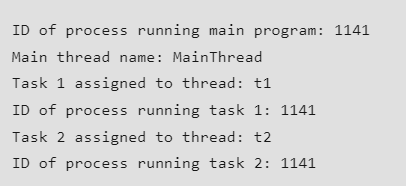 ID of process running main program: 1141
Main thread name: MainThread
Task 1 assigned to thread: t1
ID of process running task 1: 1141
Task 2 assigned to thread: t2
ID of process running task 2: 1141